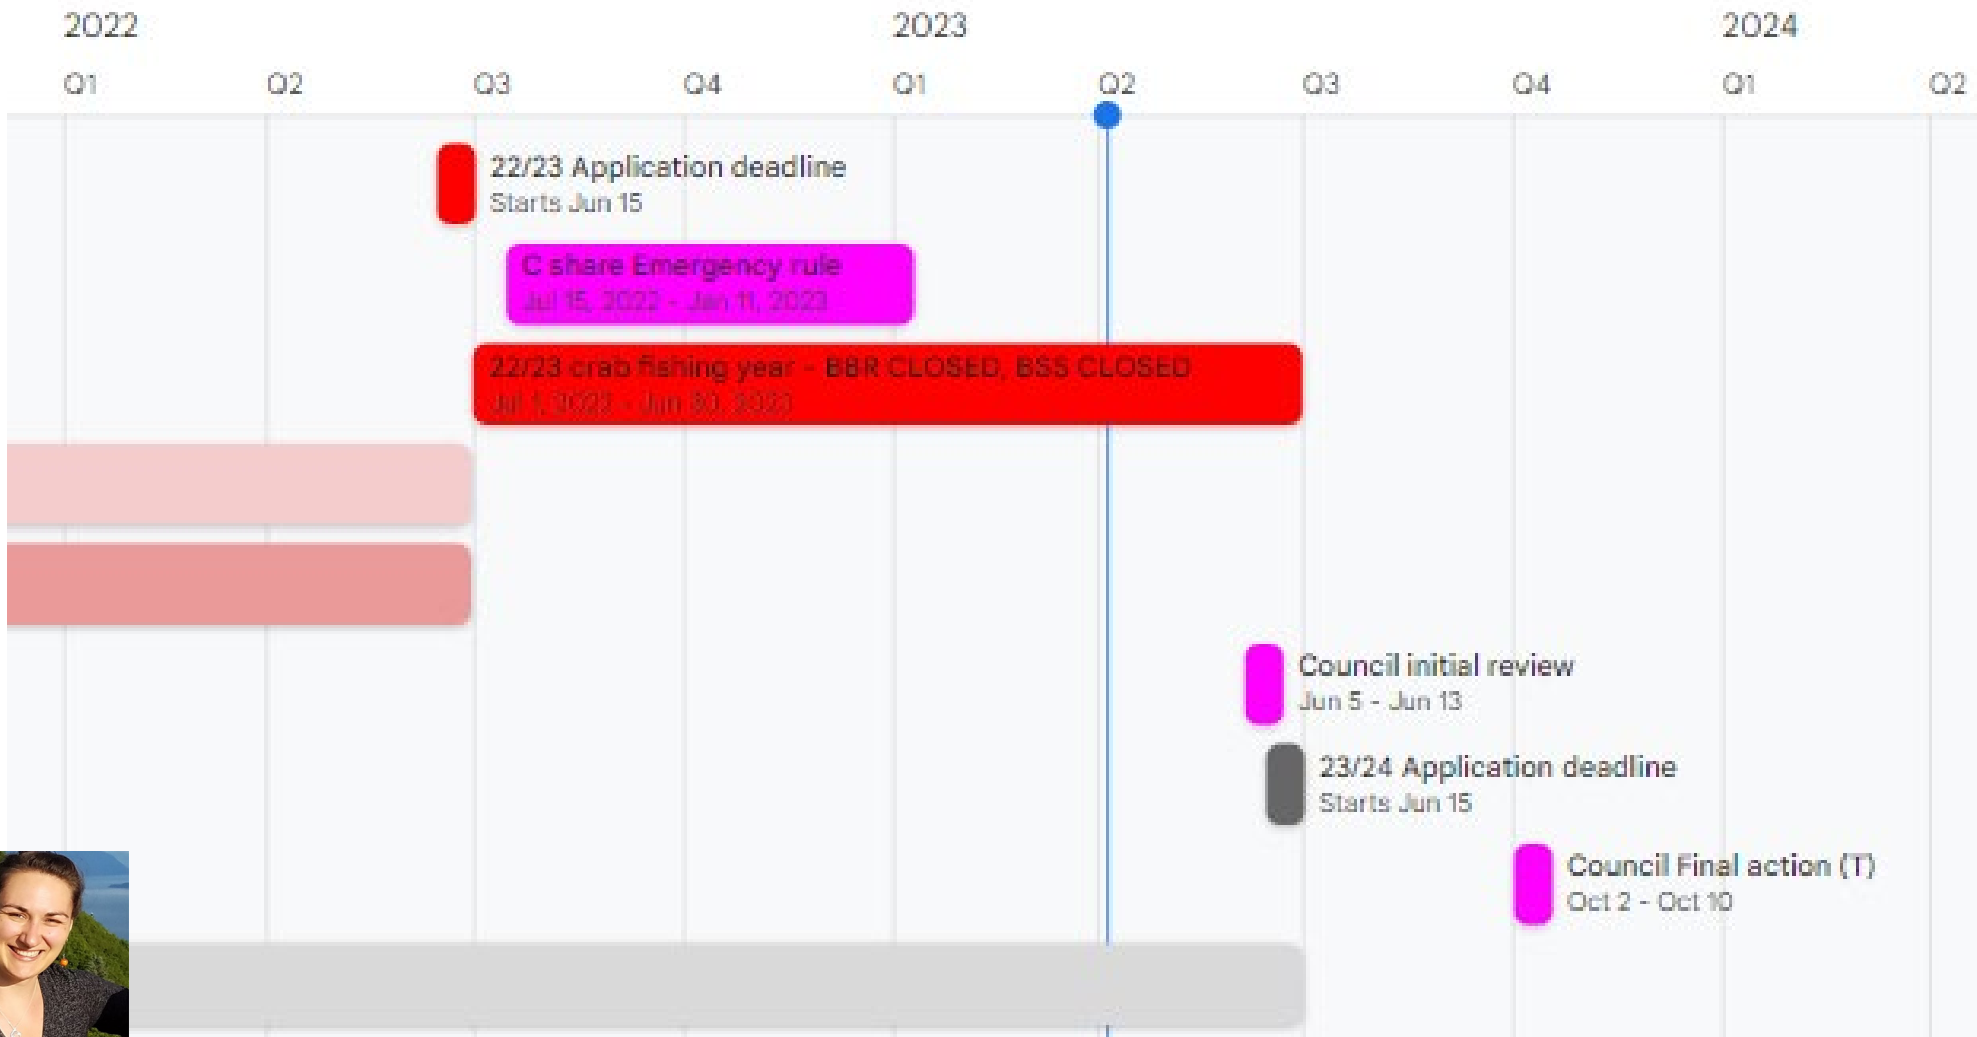 2022 2023 2024
Q1 Q2 Q3 Q4 Q1 Q2 Q3 Q4 Q1 Q2
22/23 Application deadline
Starts Jun 15
C share Emergency rule
Jul 15, 2022 - Jan 11, 2023
22/23 crab fishing year - BBR CLOSED, BSS CLOSED
Jul 1, 2022 - Jun 30, 2023
Council initial review
Jun 5 - Jun 13
23/24 Application deadline
Starts Jun 15
Council Final action (T)
Oct 2 - Oct 10